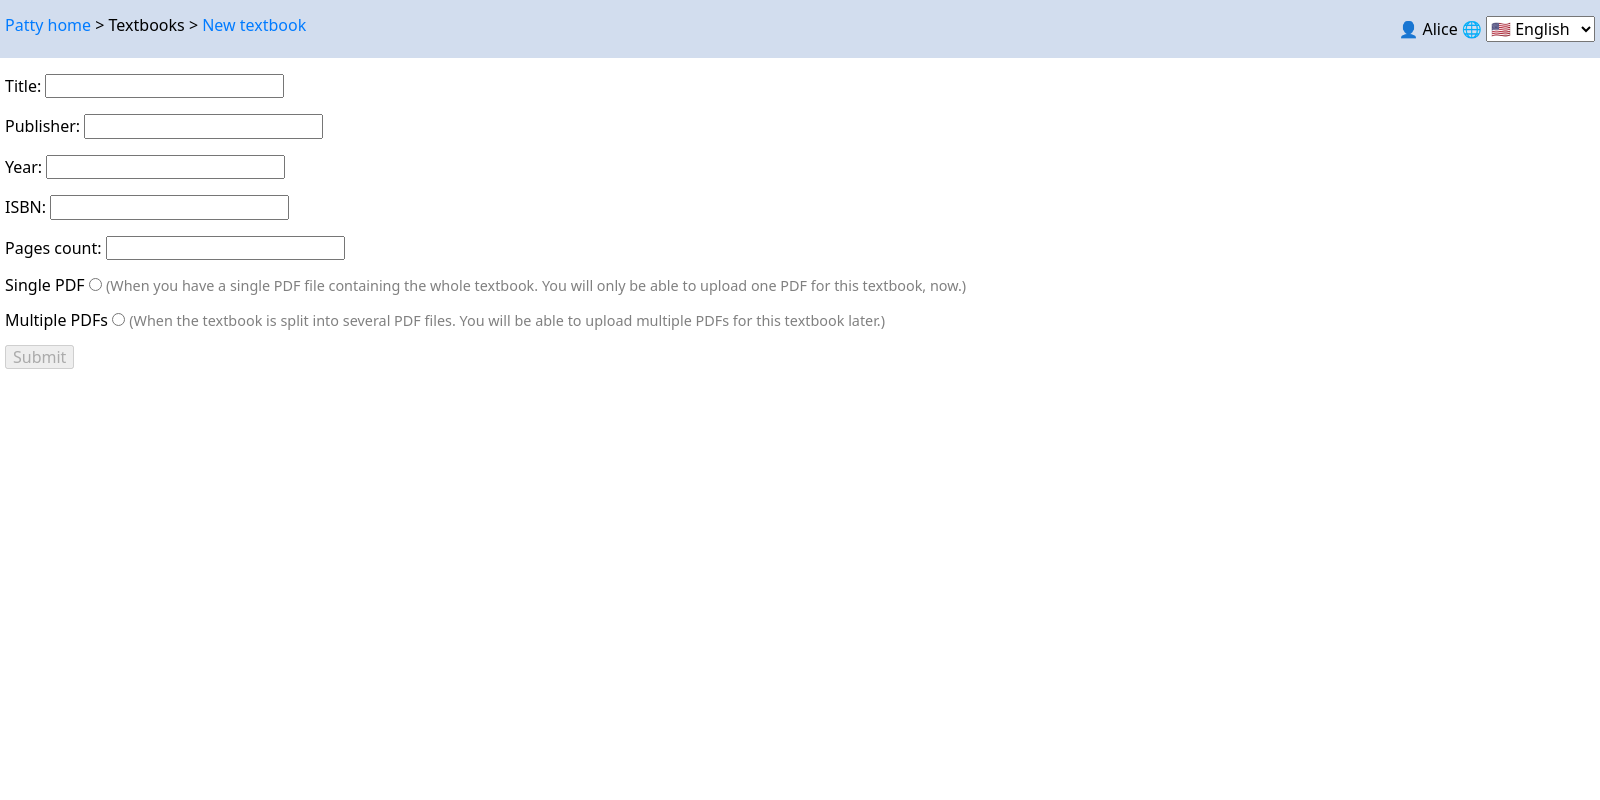 Patty home > Textbooks > New textbook
👤 Alice 🌐 🇺🇸 English
Title:
Publisher:
Year:
ISBN:
Pages count:
Single PDF (When you have a single PDF file containing the whole textbook. You will only be able to upload one PDF for this textbook, now.)
Multiple PDFs (When the textbook is split into several PDF files. You will be able to upload multiple PDFs for this textbook later.)
Submit